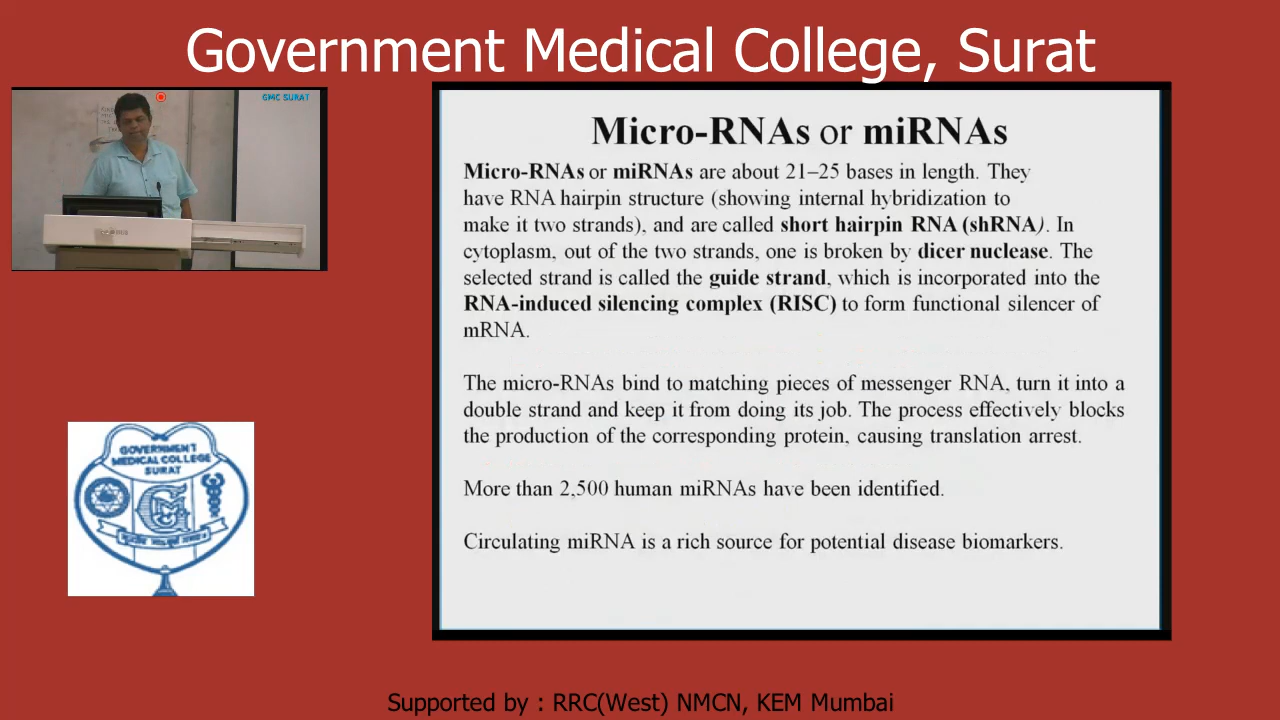 Government Medical College, Surat
GMC SURAT
Micro-RNAs or miRNAs
Micro-RNAs or miRNAs are about 21–25 bases in length. They
have RNA hairpin structure (showing internal hybridization to
make it two strands), and are called short hairpin RNA (shRNA). In
cytoplasm, out of the two strands, one is broken by dicer nuclease. The
selected strand is called the guide strand, which is incorporated into the
RNA-induced silencing complex (RISC) to form functional silencer of
mRNA.
The micro-RNAs bind to matching pieces of messenger RNA, turn it into a
double strand and keep it from doing its job. The process effectively blocks
the production of the corresponding protein, causing translation arrest.
More than 2,500 human miRNAs have been identified.
Circulating miRNA is a rich source for potential disease biomarkers.
GOVERNMENT
MEDICAL COLLEGE
SURAT
Supported by : RRC(West) NMCN, KEM Mumbai